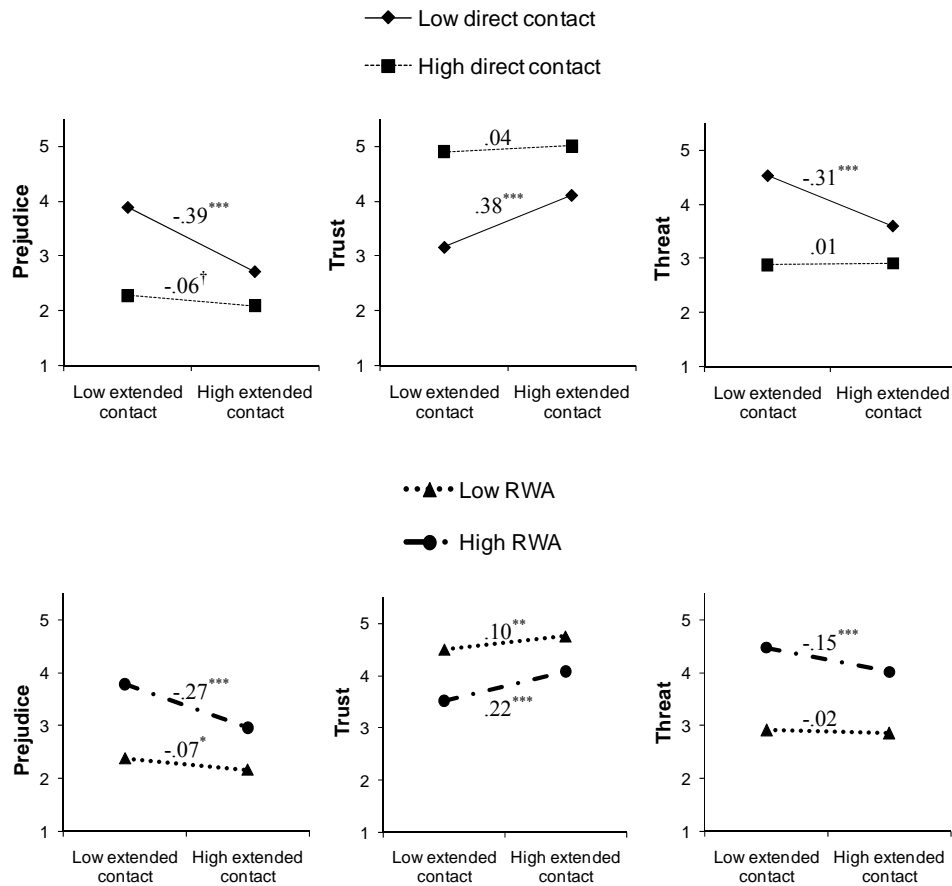 Low direct contact
High direct contact
Prejudice
5
4
3
2
1
-.39***
-.06†
Low extended contact
High extended contact
Trust
5
4
3
2
1
.04
.38***
Low extended contact
High extended contact
Threat
5
4
3
2
1
-.31***
.01
Low extended contact
High extended contact
Low RWA
High RWA
Prejudice
5
4
3
2
1
-.27***
-.07*
Low extended contact
High extended contact
Trust
5
4
3
2
1
.10**
.22***
Low extended contact
High extended contact
Threat
5
4
3
2
1
-.15***
-.02
Low extended contact
High extended contact